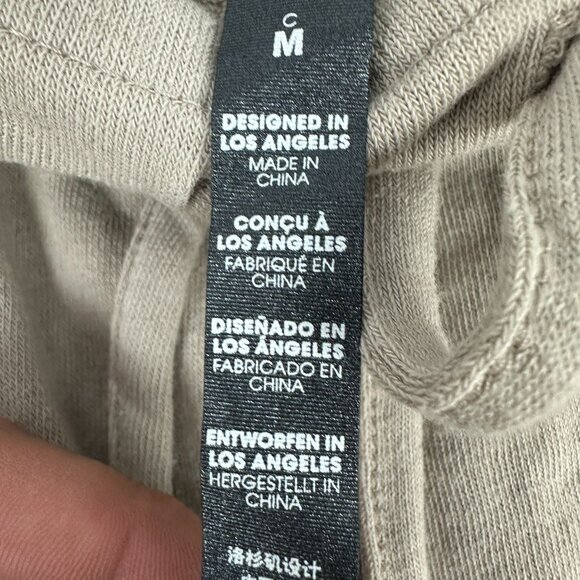 C
M
DESIGNED IN
LOS ANGELES
MADE IN
CHINA
CONÇU À
LOS ANGELES
FABRIQUÉ EN
CHINA
DISEÑADO EN
LOS ÁNGELES
FABRICADO EN
CHINA
ENTWORFEN IN
LOS ANGELES
HERGESTELLT IN
CHINA
洛杉矶设计